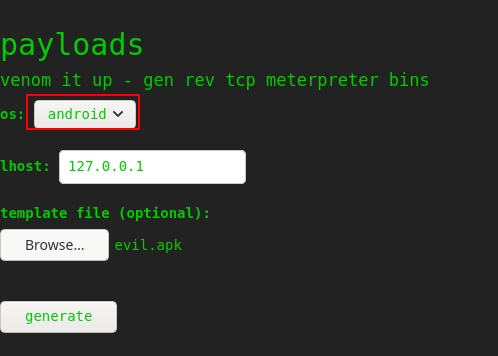 payloads
venom it up - gen rev tcp meterpreter bins
os: android
lhost: 127.0.0.1
template file (optional):
Browse... evil.apk
generate